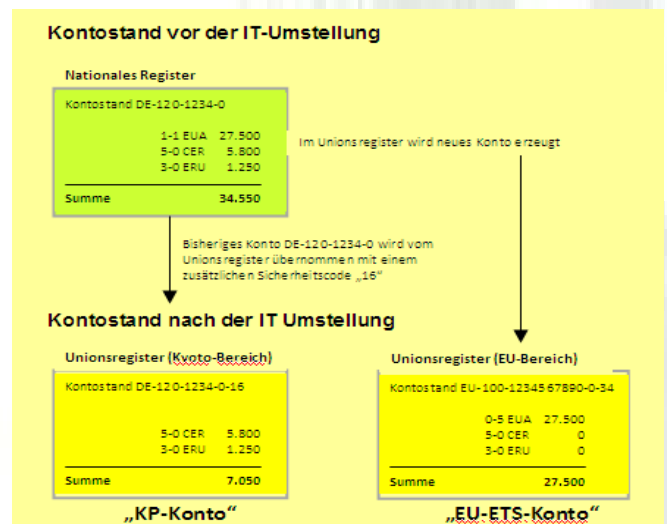 Kontostand vor der IT-Umstellung
Nationales Register
Kontostand DE-120-1234-0
1-1 EUA 27.500
5-0 CER 5.800
3-0 ERU 1.250
Summe 34.550
Im Unionsregister wird neues Konto erzeugt
Bisheriges Konto DE-120-1234-0 wird vom
Unionsregister übernommen mit einem
zusätzlichen Sicherheitscode „16“
Kontostand nach der IT Umstellung
Unionsregister (Kyoto-Bereich)
Kontostand DE-120-1234-0-16
5-0 CER 5.800
3-0 ERU 1.250
Summe 7.050
„KP-Konto“
Unionsregister (EU-Bereich)
Kontostand EU-100-1234567890-0-34
0-5 EUA 27.500
5-0 CER 0
3-0 ERU 0
Summe 27.500
„EU-ETS-Konto“